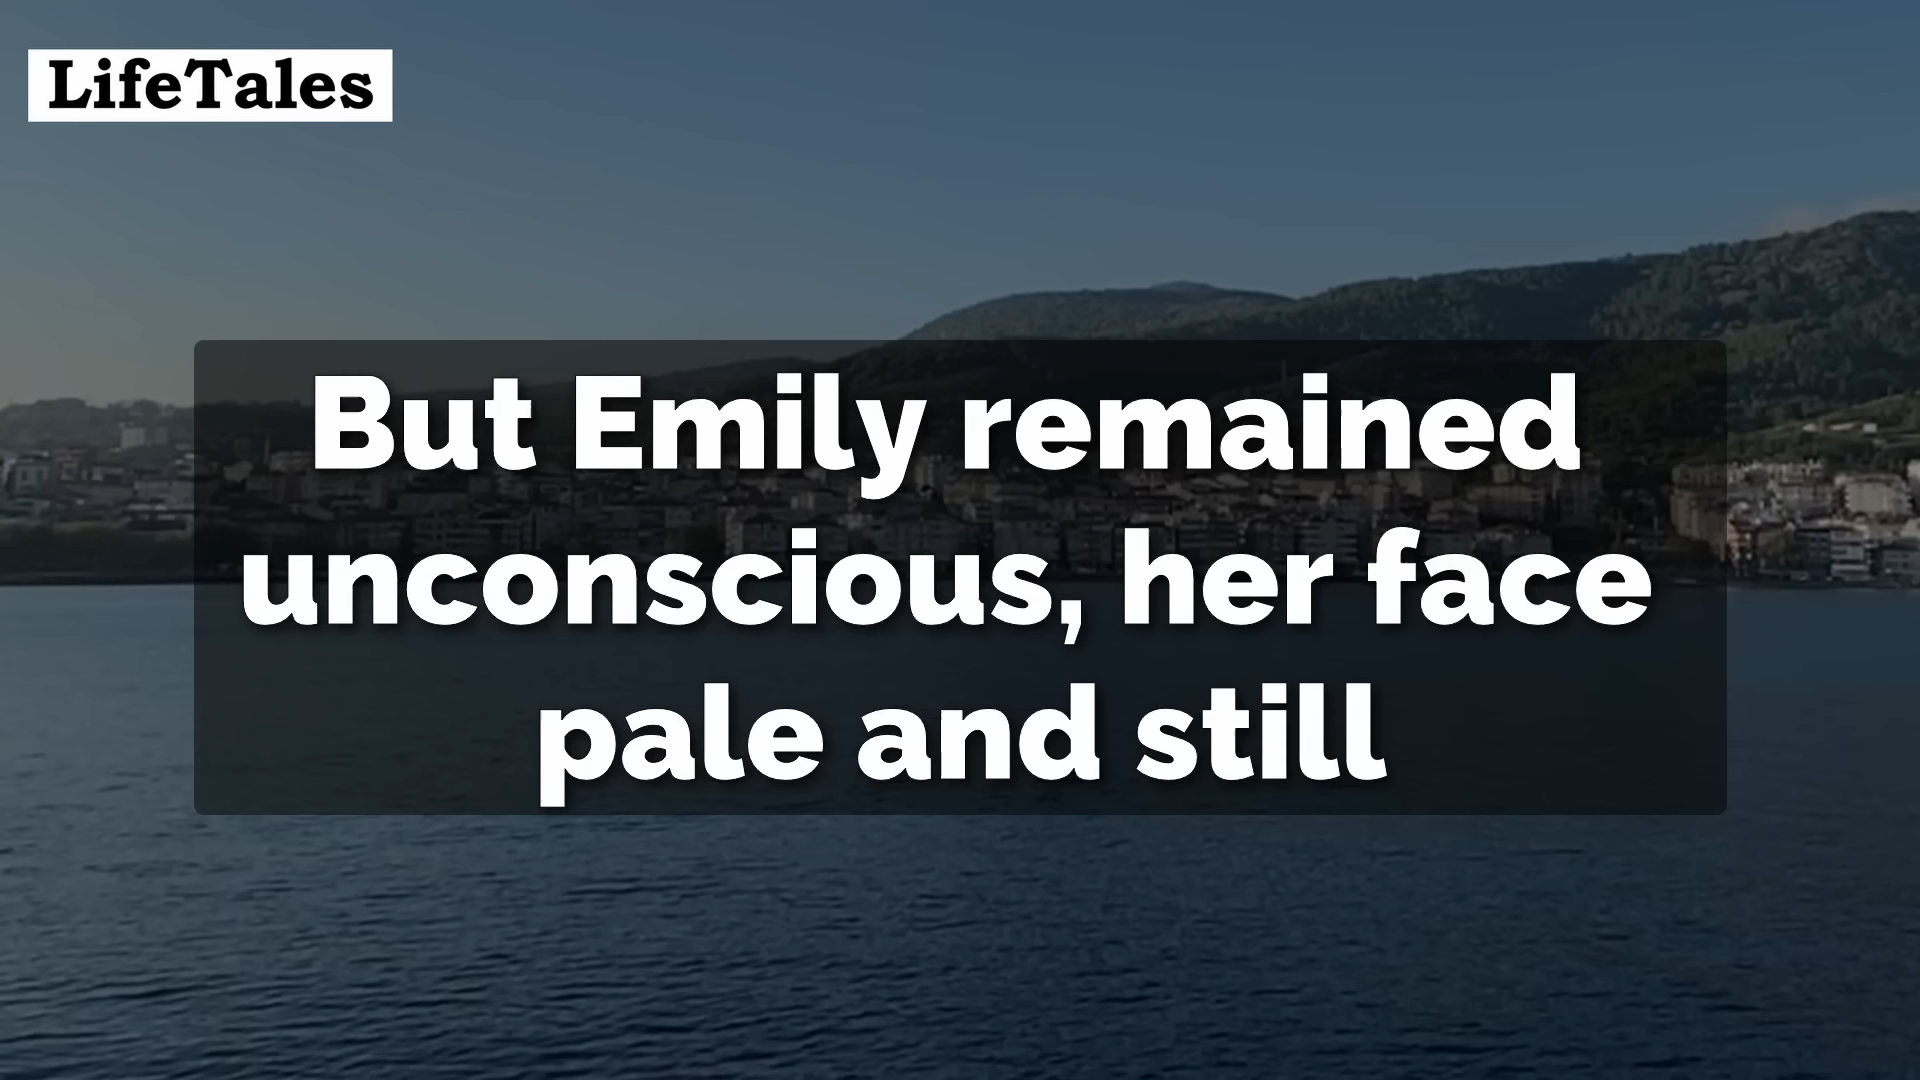 LifeTales
But Emily remained
unconscious, her face
pale and still